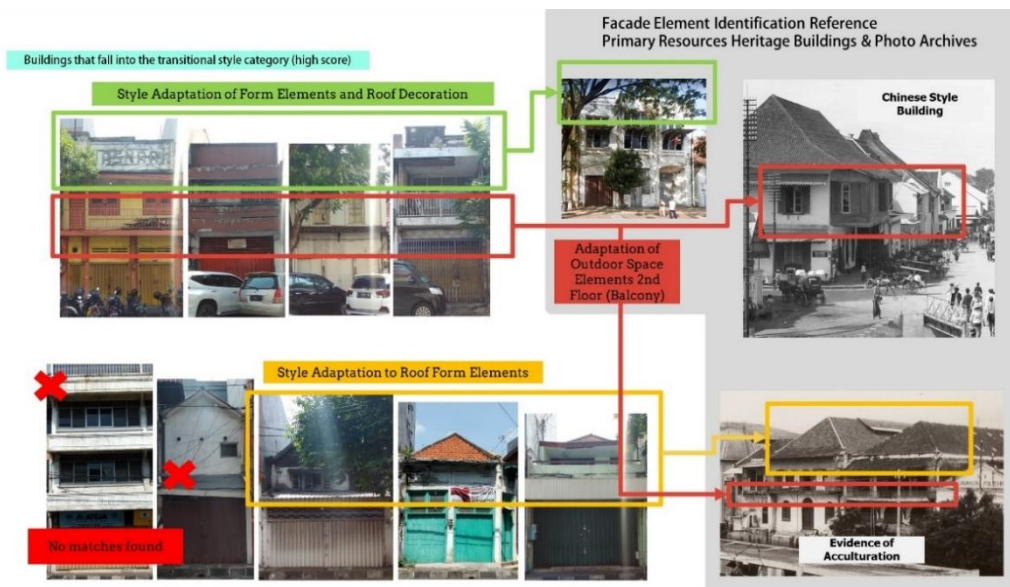 Facade Element Identification Reference
Primary Resources Heritage Buildings & Photo Archives
Buildings that fall into the transitional style category (high score)
Style Adaptation of Form Elements and Roof Decoration
Chinese Style
Building
Adaptation of
Outdoor Space
Elements 2nd
Floor (Balcony)
Style Adaptation to Roof Form Elements
No matches found
Evidence of
Acculturation